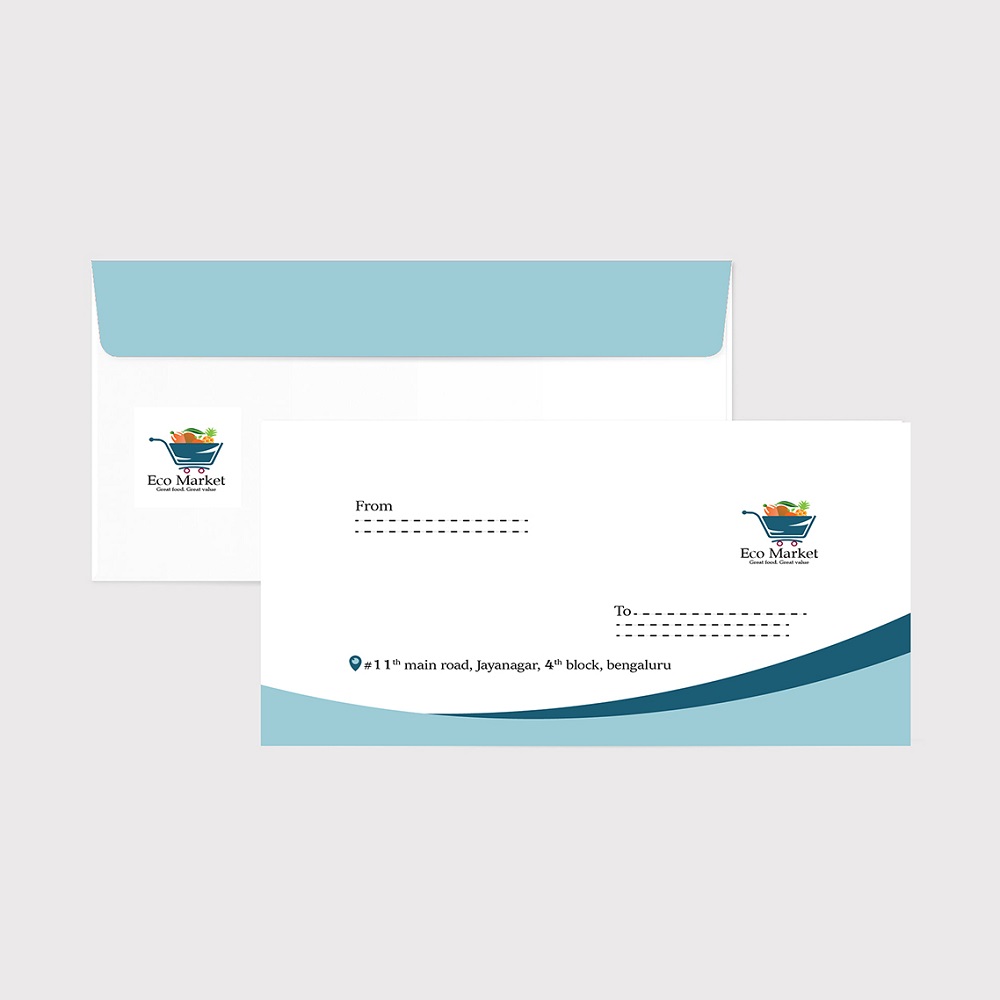 Eco Market
Great food. Great value
From
Eco Market
Great food. Great value
To
#11th main road, Jayanagar, 4th block, bengaluru